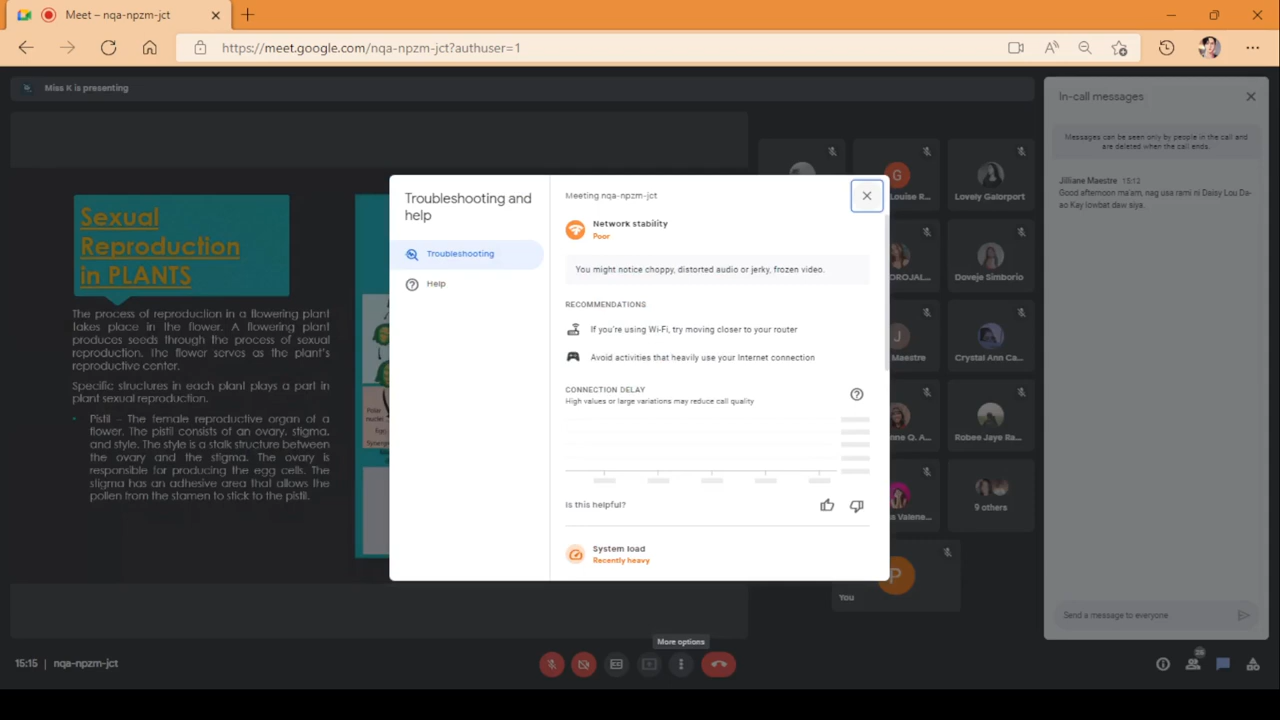 Meet – nqa-npzm-jct
https://meet.google.com/nqa-npzm-jct?authuser=1
Miss K is presenting
Sexual
Reproduction
in PLANTS
The process of reproduction in a flowering plant
takes place in the flower. A flowering plant
produces seeds through the process of sexual
reproduction. The flower serves as the plant's
reproductive center.
Specific structures in each plant plays a part in
plant sexual reproduction.
• Pistil – The female reproductive organ of a
flower. The pistil consists of an ovary, stigma,
and style. The style is a stalk structure between
the ovary and the stigma. The ovary is
responsible for producing the egg cells. The
stigma has an adhesive area that allows the
pollen from the stamen to stick to the pistil.
Troubleshooting and
help
Troubleshooting
Help
Meeting nqa-npzm-jct
Network stability
Poor
You might notice choppy, distorted audio or jerky, frozen video.
RECOMMENDATIONS
If you're using Wi-Fi, try moving closer to your router
Avoid activities that heavily use your Internet connection
CONNECTION DELAY
High values or large variations may reduce call quality
Is this helpful?
System load
Recently heavy
G
Louise R...
Lovely Galorport
OROJAL...
Doveje Simborio
J
Maestre
Crystal Ann Ca...
nne Q. A...
Robee Jaye Ra...
s Valene...
9 others
P
You
In-call messages
Messages can be seen only by people in the call and
are deleted when the call ends.
Jilliane Maestre 15:12
Good afternoon ma'am, nag use rami ni Daisy Lou Da-
ao Kay lowbat daw siya.
Send a message to everyone
More options
15:15 | nqa-npzm-jct